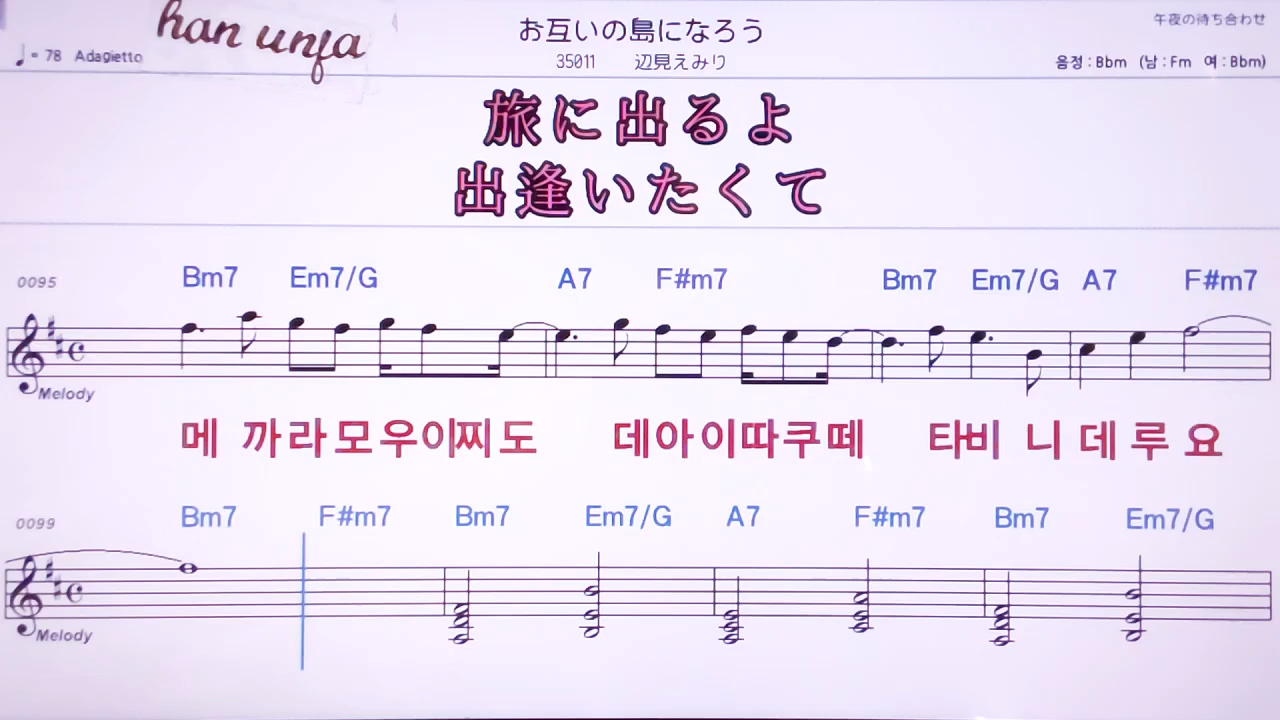 han unfa
お互いの島になろう
午夜の待ち合わせ
♩= 78 Adagietto
35011 辺見えみり
음정 : Bbm (남 : Fm 여 : Bbm)
旅に出るよ
出逢いたくて
0095 Bm7 Em7/G A7 F#m7 Bm7 Em7/G A7 F#m7
Melody
메 까라모우이찌도 데아이따쿠떼 타비 니 데 루 요
0099 Bm7 F#m7 Bm7 Em7/G A7 F#m7 Bm7 Em7/G
Melody